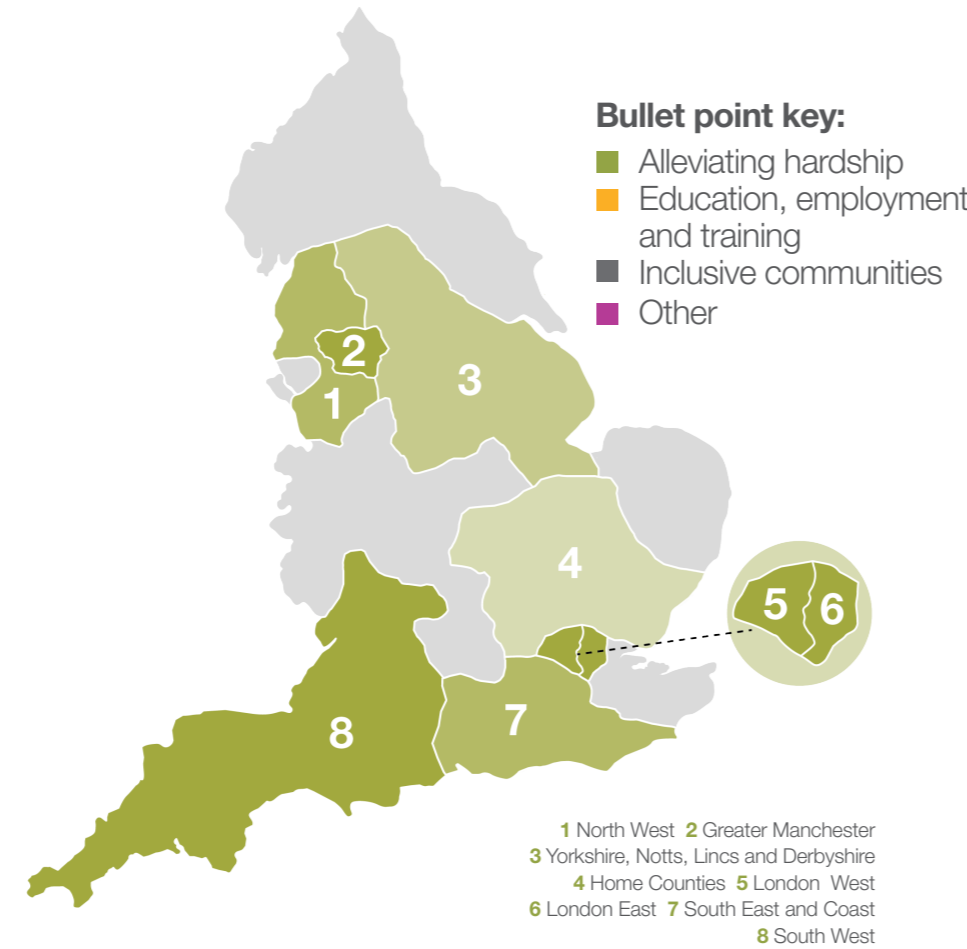 Bullet point key:
Alleviating hardship
Education, employment
and training
Inclusive communities
Other
2
3
1
4
5 6
7
8
1 North West 2 Greater Manchester
3 Yorkshire, Notts, Lincs and Derbyshire
4 Home Counties 5 London West
6 London East 7 South East and Coast
8 South West